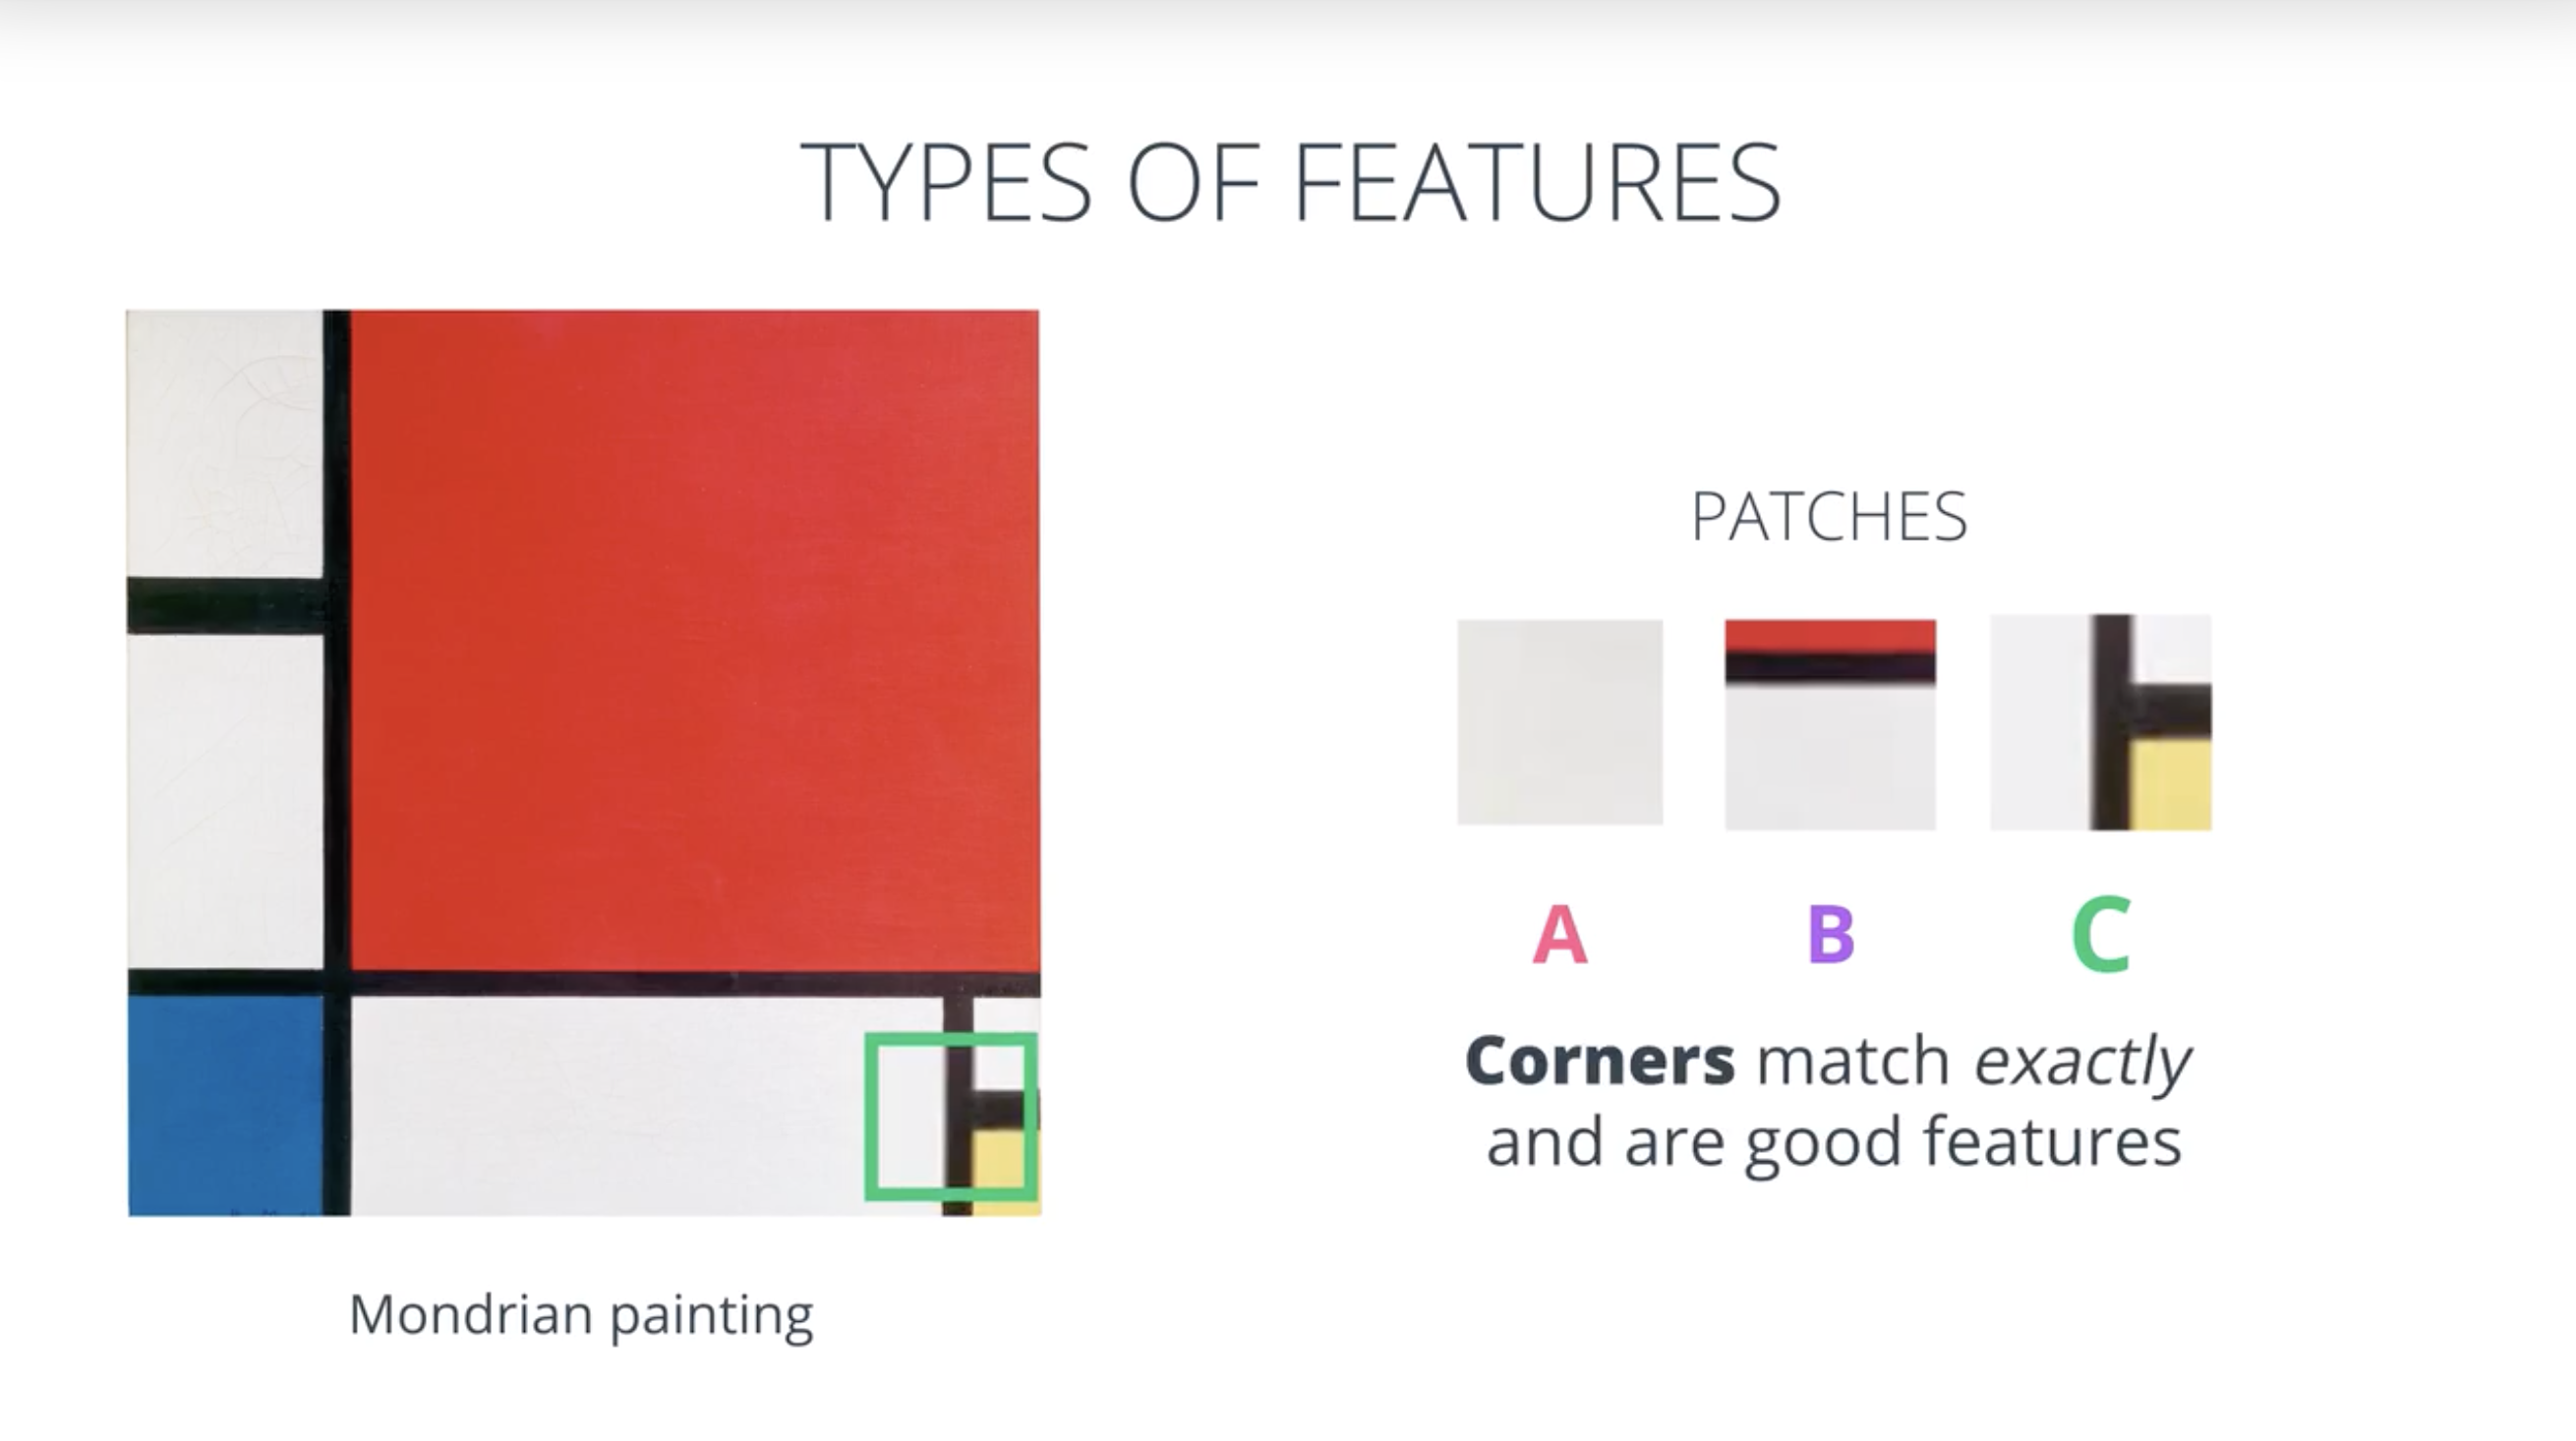 TYPES OF FEATURES
PATCHES
A B C
Corners match exactly
and are good features
Mondrian painting